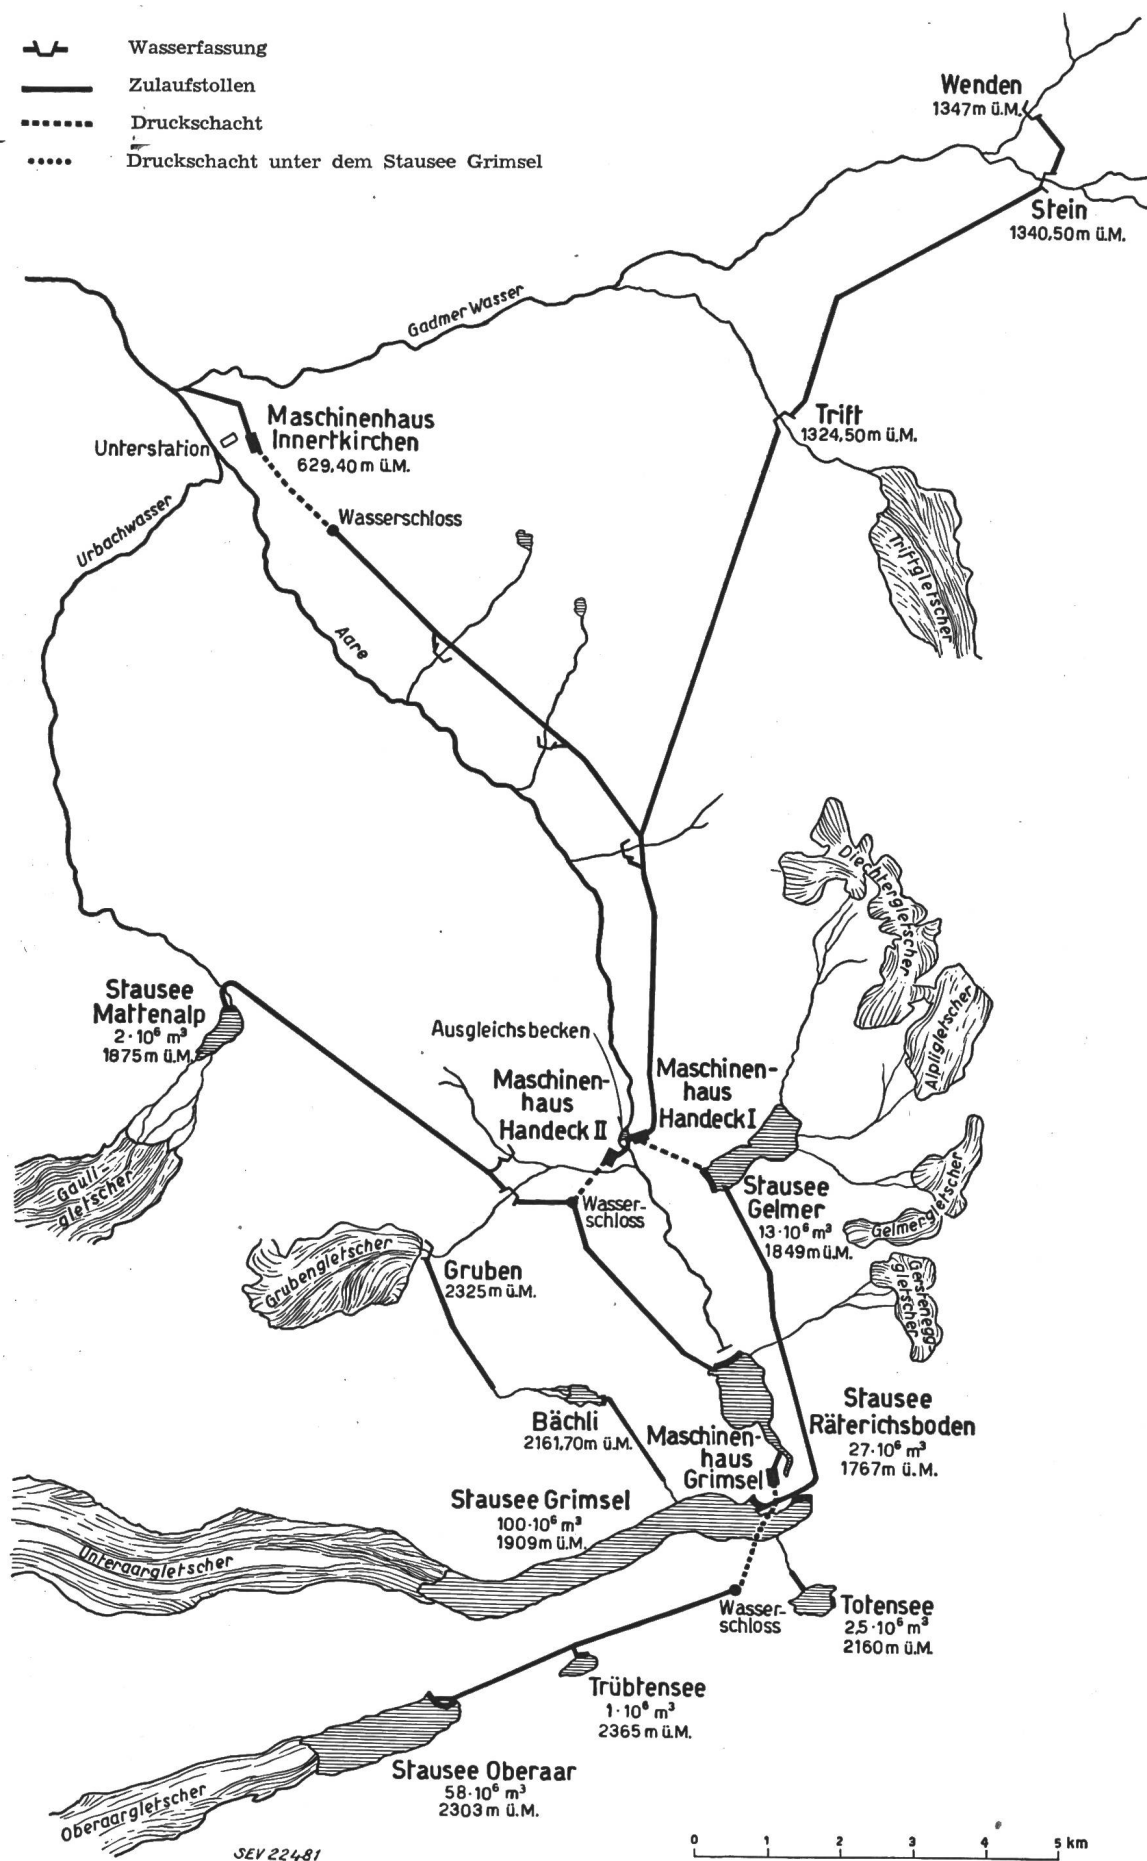 Wasserfassung
Zulaufstollen
Druckschacht
Druckschacht unter dem Stausee Grimsel
Wenden
1347m ü.M.
Stein
1340,50m ü.M.
Gadmer Wasser
Maschinenhaus
Innertkirchen
629,40m ü.M.
Unterstation
Trift
1324,50m ü.M.
Urbachwasser
Wasserschloss
Triftgletscher
Aare
Diechtergletscher
Stausee
Mattenalp
2·10⁶ m³
1875m ü.M.
Ausgleichsbecken
Alpligletscher
Maschinen-
haus
Handeck II
Maschinen-
haus
Handeck I
Gauli-
gletscher
Stausee
Gelmer
13·10⁶ m³
1849m ü.M.
Gelmergletscher
Wasser-
schloss
Grubengletscher
Gruben
2325m ü.M.
Gerstenegg-
gletscher
Bächli
2161,70m ü.M.
Stausee
Räterichsboden
27·10⁶ m³
1767m ü.M.
Maschinen-
haus
Grimsel
Stausee Grimsel
100·10⁶ m³
1909m ü.M.
Unteraargletscher
Wasser-
schloss
Totensee
2,5·10⁶ m³
2160m ü.M.
Trübtensee
1·10⁶ m³
2365m ü.M.
Stausee Oberaar
58·10⁶ m³
2303m ü.M.
Oberaargletscher
SEV 22481
0 1 2 3 4 5 km